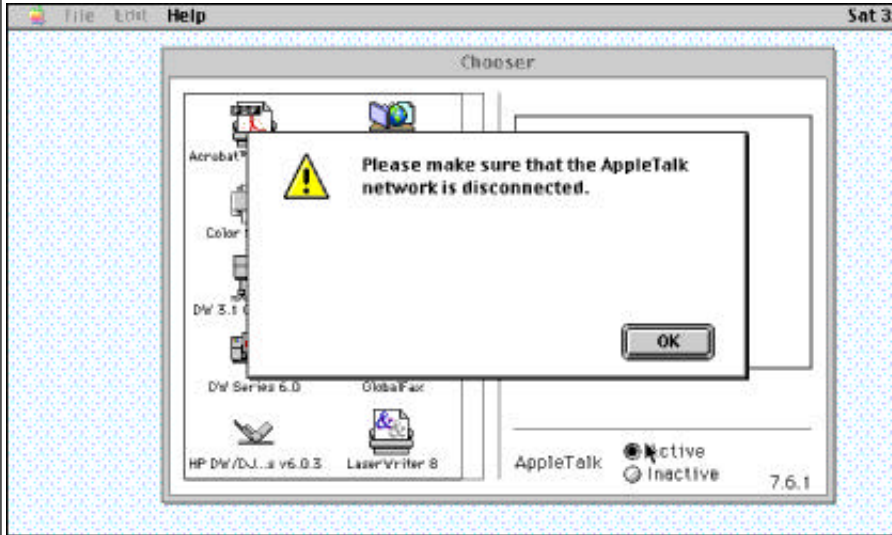 File Edit Help
Sat 3
Chooser
Acrobat™
Please make sure that the AppleTalk
network is disconnected.
Color
DW 3.1
OK
DW Series 6.0 GlobalFax
HP DW/DJ...s v6.0.3 LaserWriter 8
AppleTalk
Active
Inactive
7.6.1